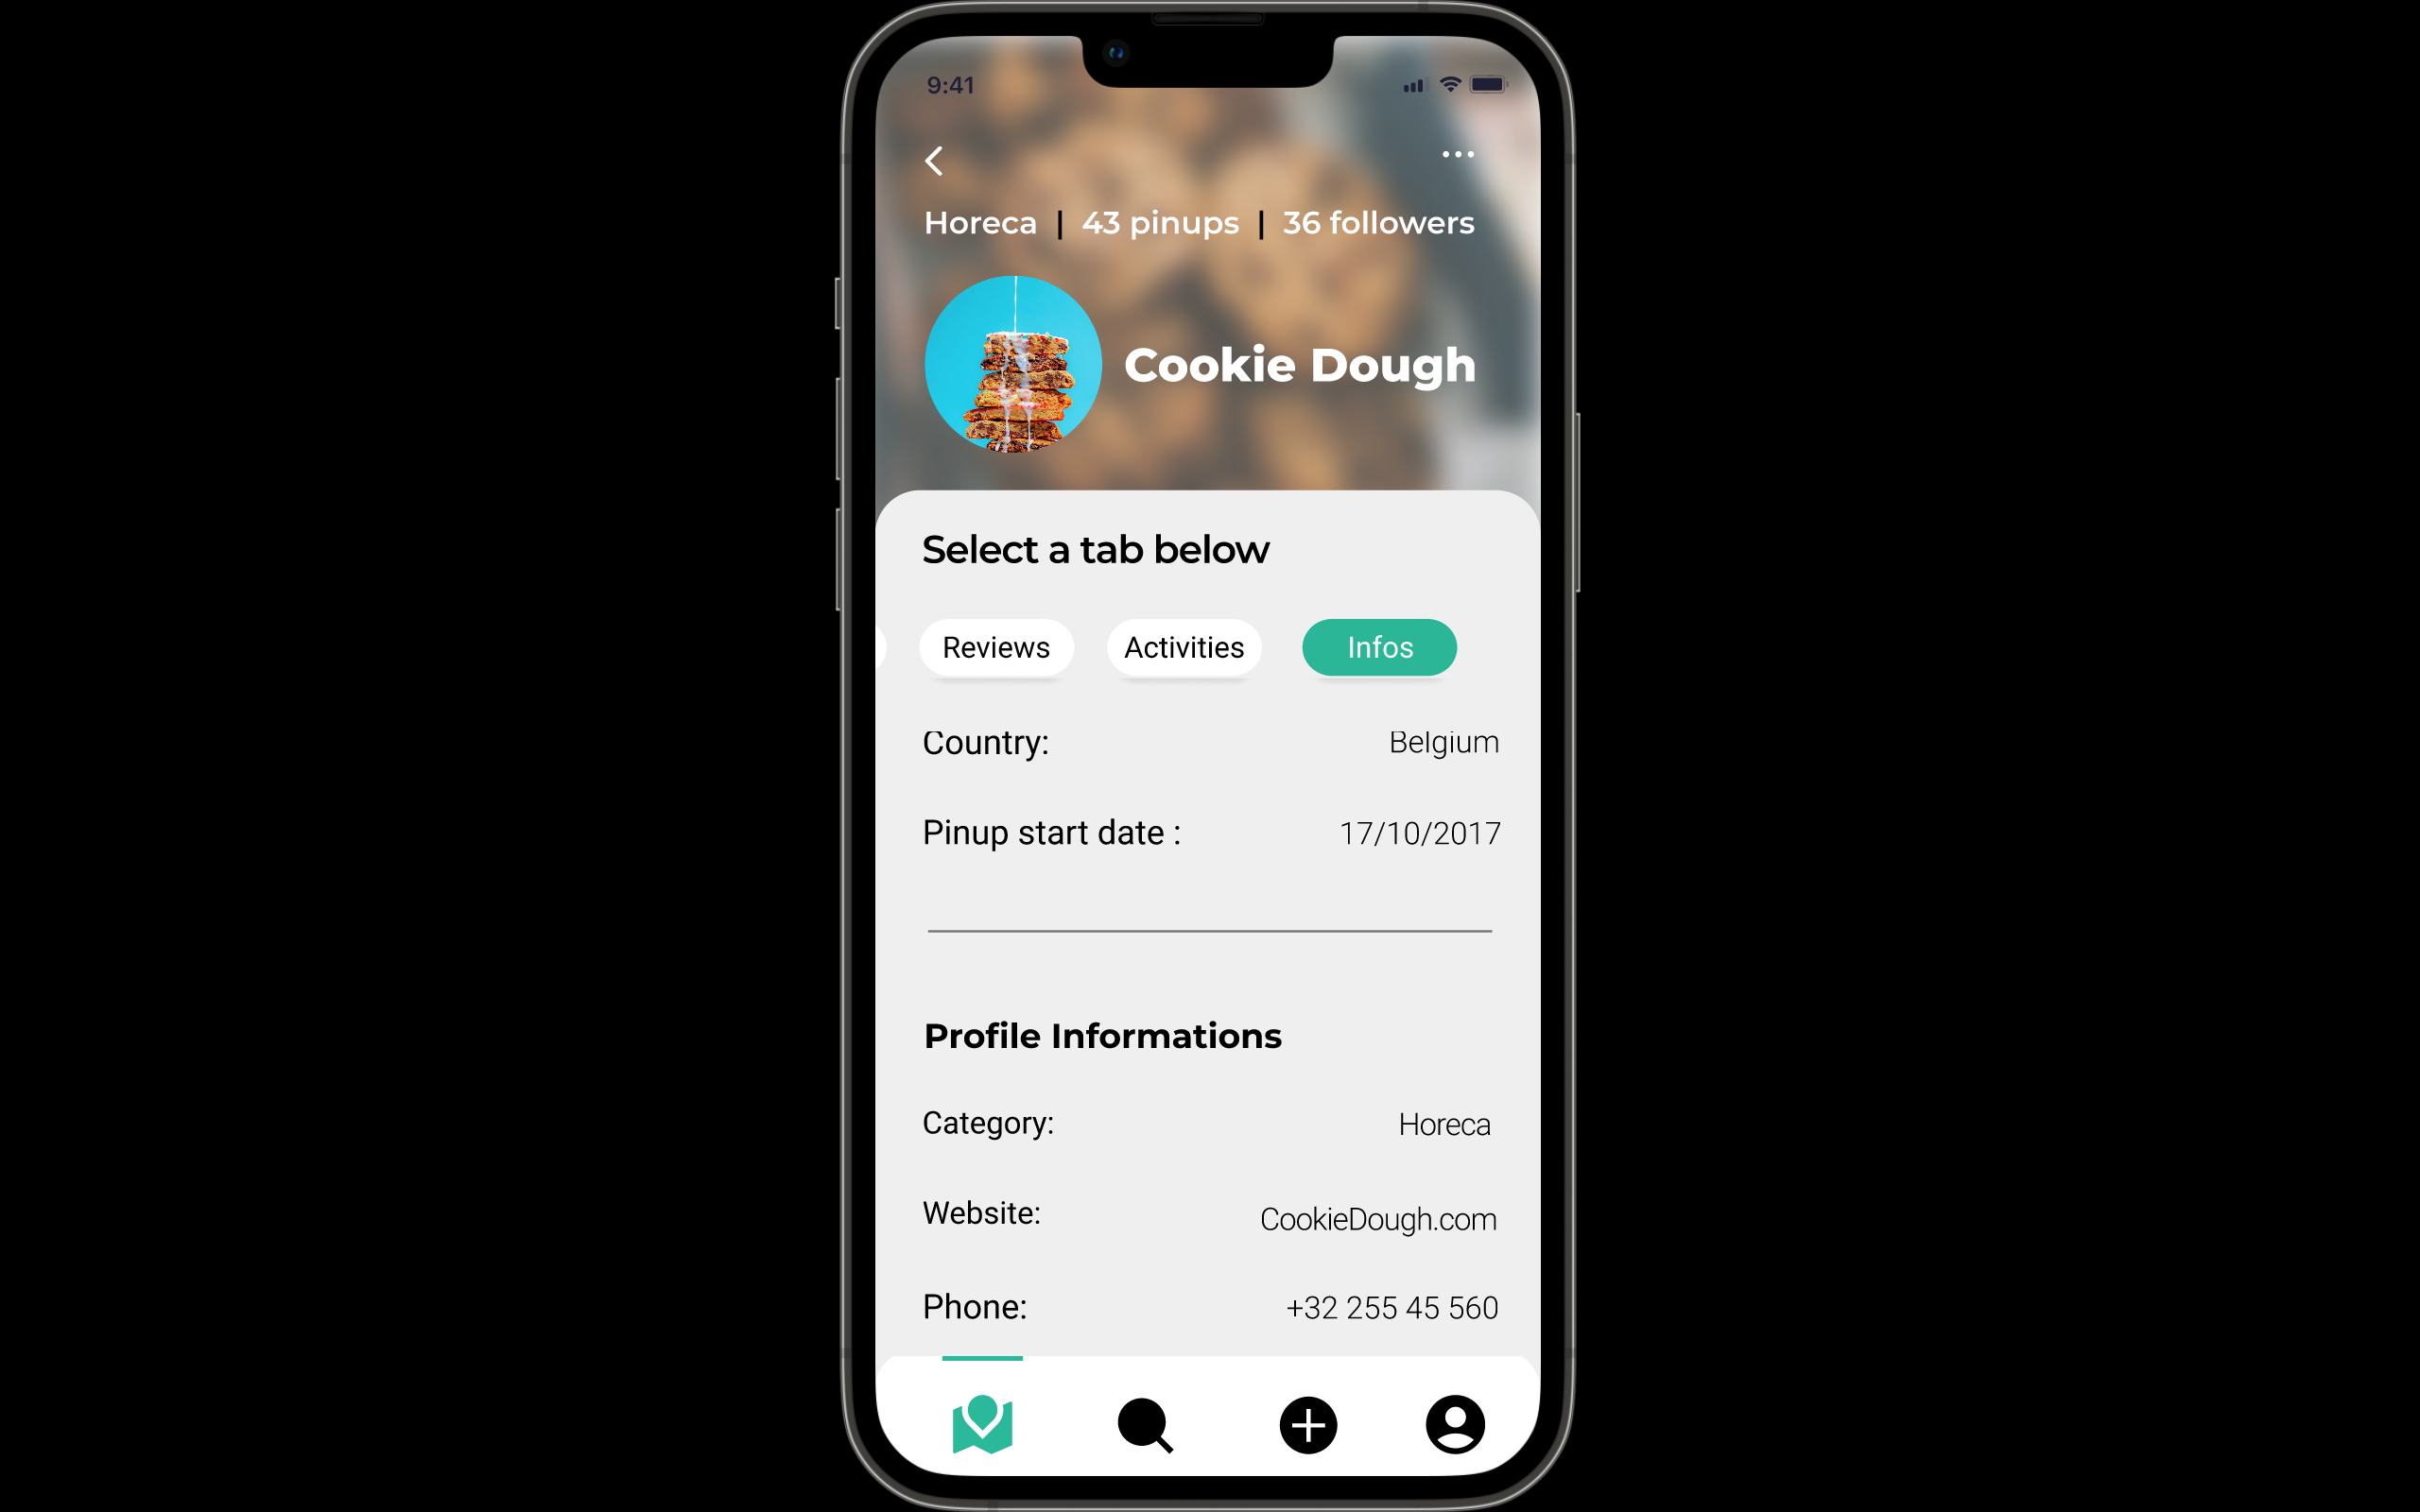 9:41
Horeca | 43 pinups | 36 followers
Cookie Dough
Select a tab below
Reviews Activities Infos
Country: Belgium
Pinup start date : 17/10/2017
Profile Informations
Category: Horeca
Website: CookieDough.com
Phone: +32 255 45 560